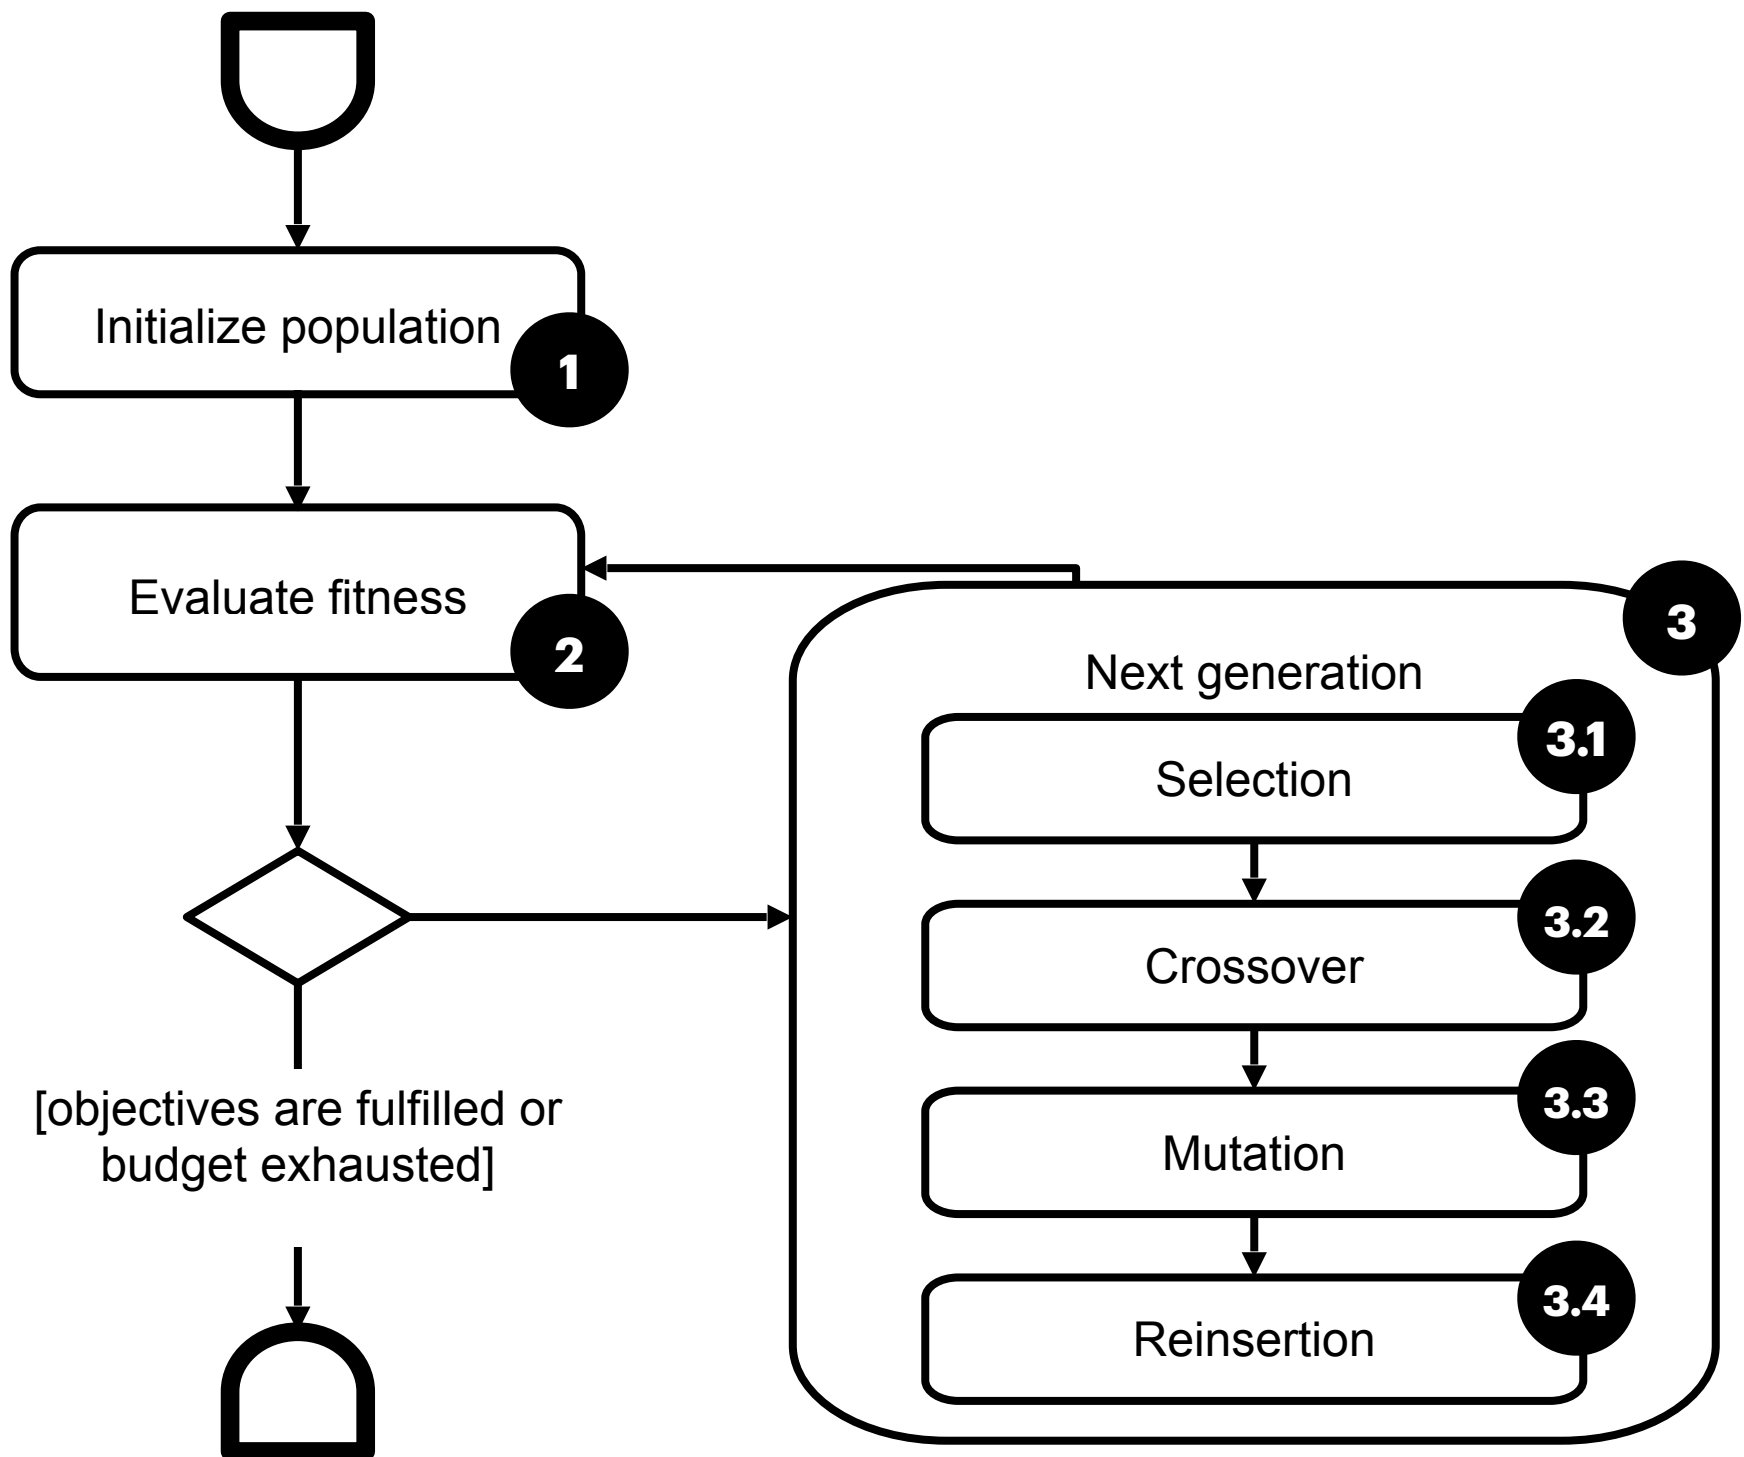 Initialize population
1
Evaluate fitness
2
[objectives are fulfilled or
budget exhausted]
3
Next generation
3.1
Selection
3.2
Crossover
3.3
Mutation
3.4
Reinsertion